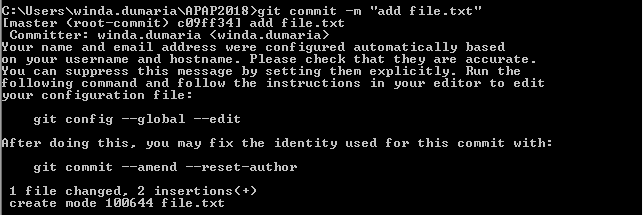 C:\Users\winda.dumaria\APAP2018>git commit -m "add file.txt"
[master (root-commit) c09ff34] add file.txt
 Committer: winda.dumaria <winda.dumaria>
Your name and email address were configured automatically based
on your username and hostname. Please check that they are accurate.
You can suppress this message by setting them explicitly. Run the
following command and follow the instructions in your editor to edit
your configuration file:

    git config --global --edit

After doing this, you may fix the identity used for this commit with:

    git commit --amend --reset-author

 1 file changed, 2 insertions(+)
 create mode 100644 file.txt